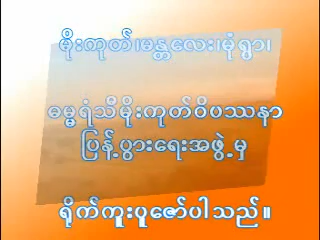 မိုးကုတ်၊မန္တလေး၊မုံရွာ၊
ဓမ္မရံသီမိုးကုတ်ဝိပဿနာ
ပြန့်ပွားရေးအဖွဲ့မှ
ရိုက်ကူးပူဇော်ပါသည်။